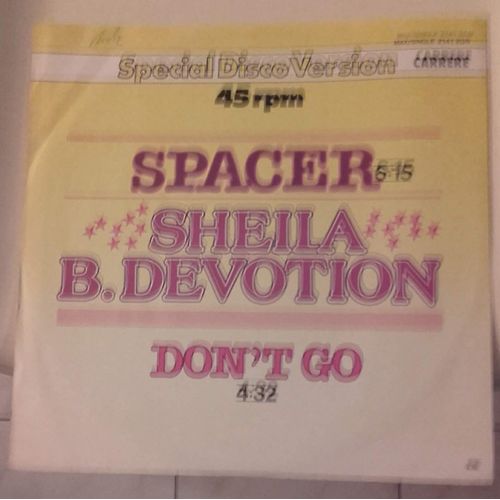 CARRERE
Special Disco Version
45 rpm
SPACER 6:15
SHEILA
B. DEVOTION
DON'T GO
4:32